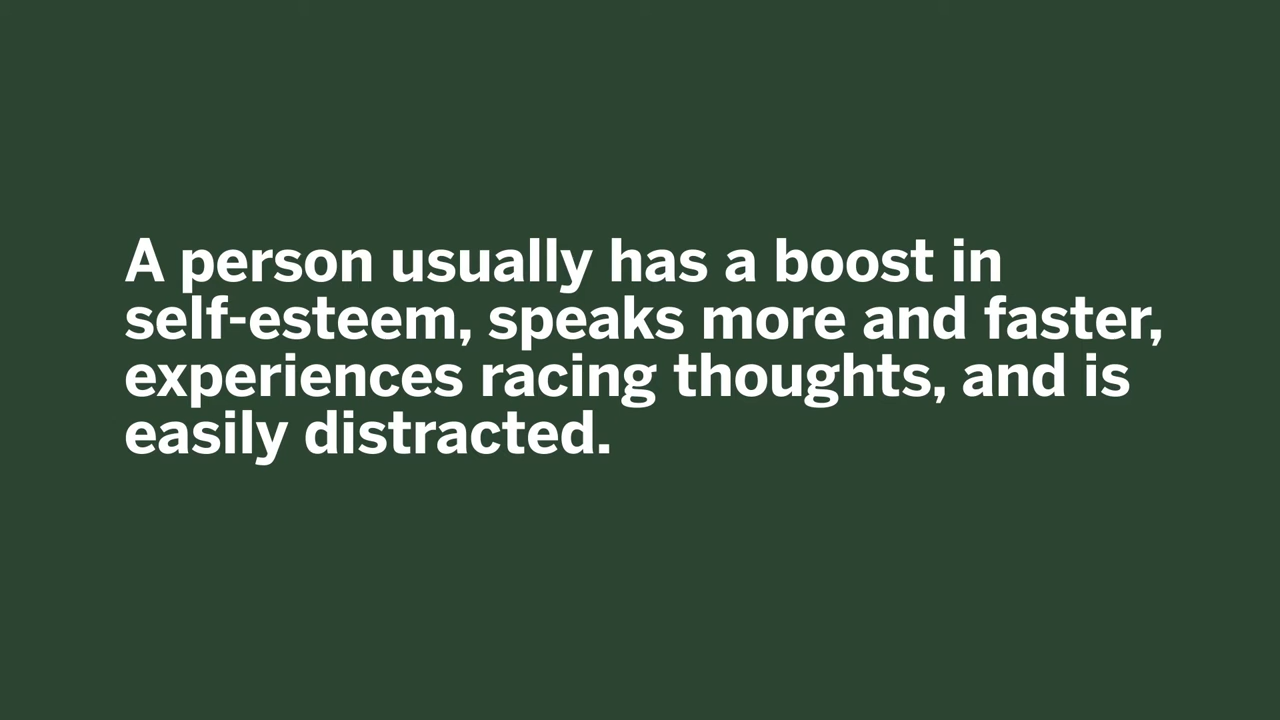 A person usually has a boost in
self-esteem, speaks more and faster,
experiences racing thoughts, and is
easily distracted.